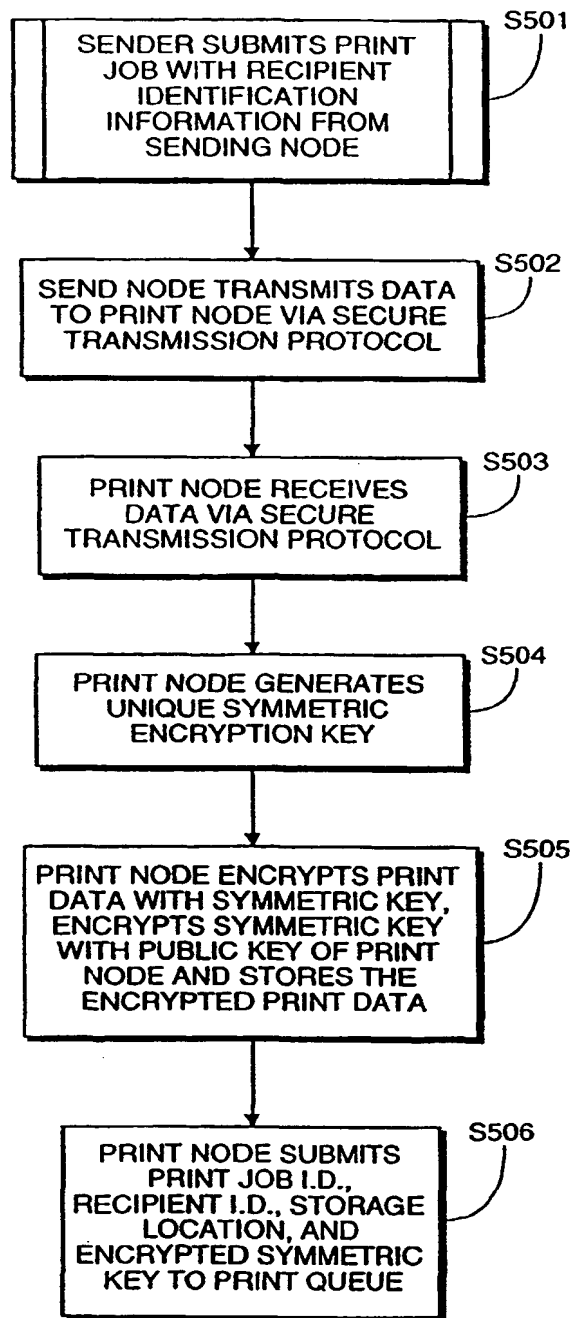 S501
SENDER SUBMITS PRINT
JOB WITH RECIPIENT
IDENTIFICATION
INFORMATION FROM
SENDING NODE
S502
SEND NODE TRANSMITS DATA
TO PRINT NODE VIA SECURE
TRANSMISSION PROTOCOL
S503
PRINT NODE RECEIVES
DATA VIA SECURE
TRANSMISSION PROTOCOL
S504
PRINT NODE GENERATES
UNIQUE SYMMETRIC
ENCRYPTION KEY
S505
PRINT NODE ENCRYPTS PRINT
DATA WITH SYMMETRIC KEY,
ENCRYPTS SYMMETRIC KEY
WITH PUBLIC KEY OF PRINT
NODE AND STORES THE
ENCRYPTED PRINT DATA
S506
PRINT NODE SUBMITS
PRINT JOB I.D.,
RECIPIENT I.D., STORAGE
LOCATION, AND
ENCRYPTED SYMMETRIC
KEY TO PRINT QUEUE